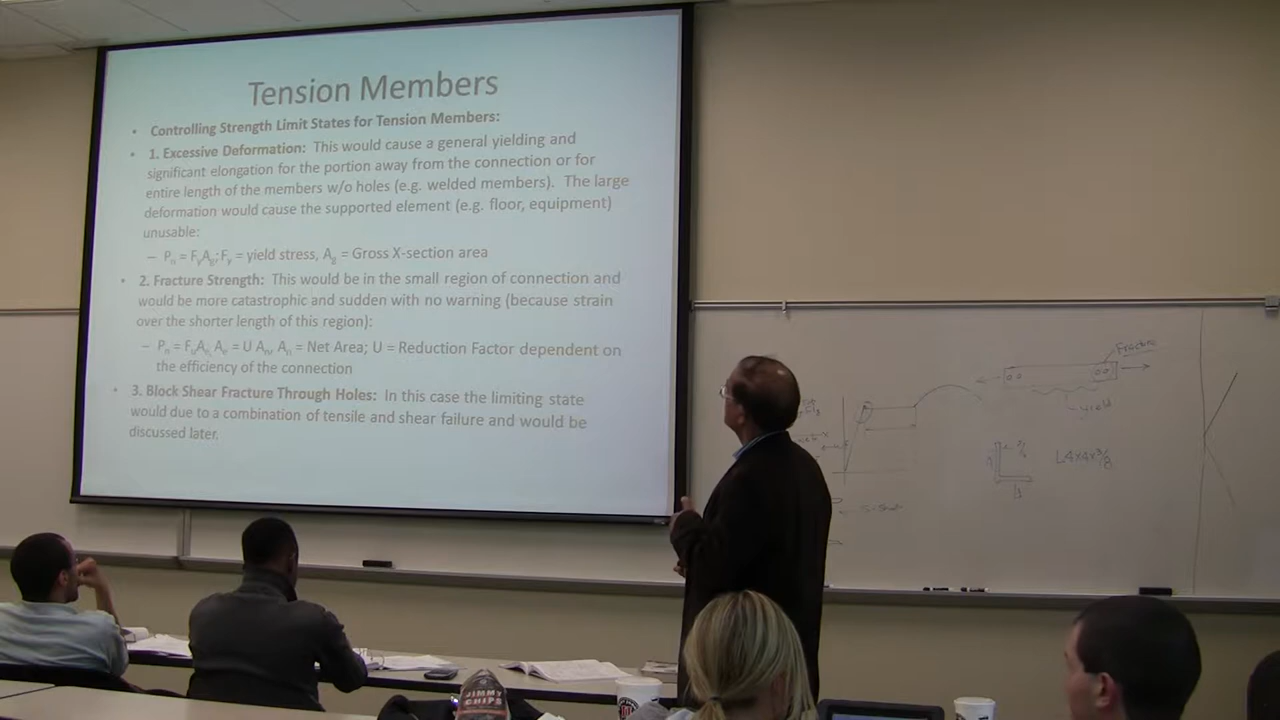 Tension Members
• Controlling Strength Limit States for Tension Members:
• 1. Excessive Deformation: This would cause a general yielding and
significant elongation for the portion away from the connection or for
entire length of the members w/o holes (e.g. welded members). The large
deformation would cause the supported element (e.g. floor, equipment)
unusable:
– Pn = FyAg; Fy = yield stress, Ag = Gross X-section area
• 2. Fracture Strength: This would be in the small region of connection and
would be more catastrophic and sudden with no warning (because strain
over the shorter length of this region):
– Pn = FuAe, Ae = U An, An = Net Area; U = Reduction Factor dependent on
the efficiency of the connection
• 3. Block Shear Fracture Through Holes: In this case the limiting state
would due to a combination of tensile and shear failure and would be
discussed later.
Fracture
yield
L4x4x3/8
JIMMY
CHIPS